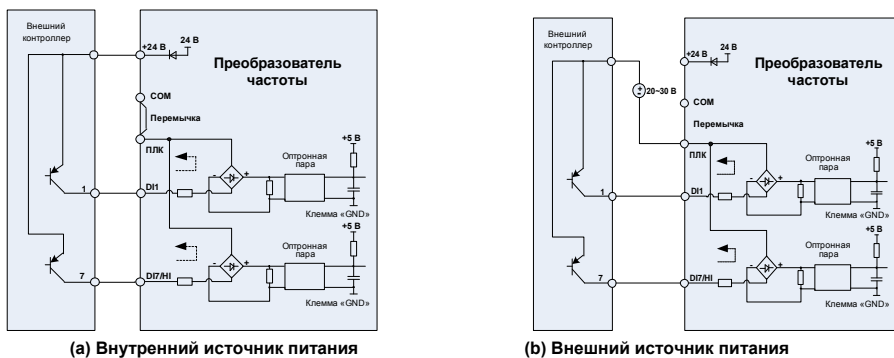 Внешний
контроллер
+24 В
24 В
Преобразователь
частоты
COM
Перемычка
ПЛК
+5 В
Оптронная
пара
-
+
1
DI1
Клемма «GND»
+5 В
Оптронная
пара
-
+
7
DI7/HI
Клемма «GND»
(a) Внутренний источник питания
Внешний
контроллер
+24 В
24 В
Преобразователь
частоты
20~30 В
COM
Перемычка
ПЛК
+5 В
Оптронная
пара
-
+
1
DI1
Клемма «GND»
+5 В
Оптронная
пара
-
+
7
DI7/HI
Клемма «GND»
(b) Внешний источник питания